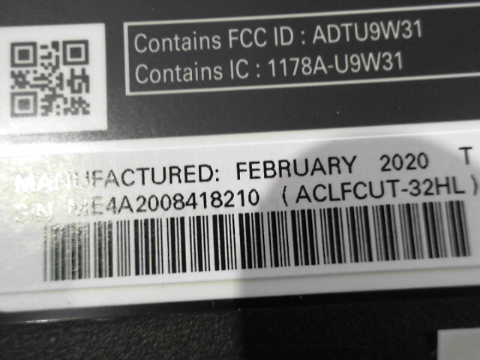 Contains FCC ID : ADTU9W31
Contains IC : 1178A-U9W31
MANUFACTURED: FEBRUARY 2020 T
S/N ME4A2008418210 (ACLFCUT-32HL)